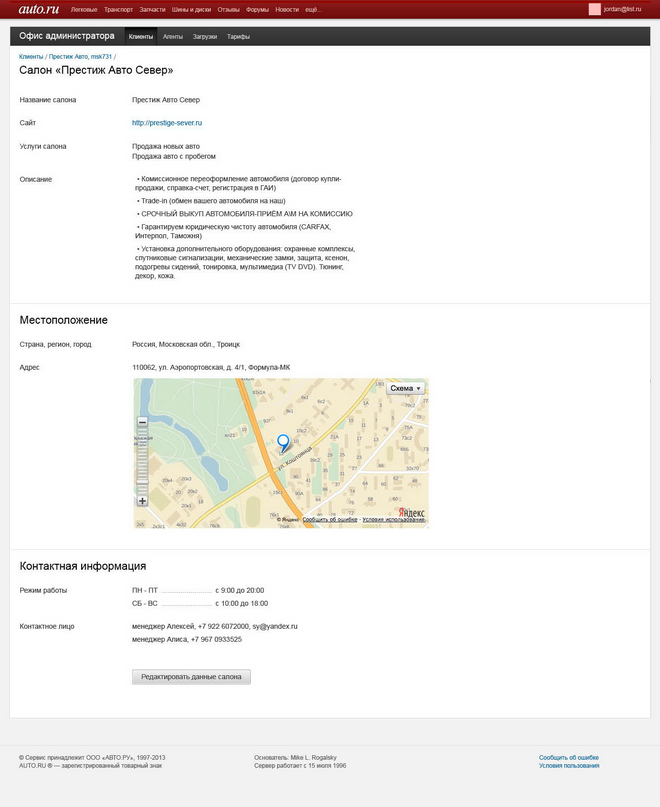 auto.ru Легковые Транспорт Запчасти Шины и диски Отзывы Форумы Новости ещё... jordan@list.ru
Офис администратора Клиенты Агенты Загрузки Тарифы
Клиенты / Престиж Авто, msk731 /
Салон «Престиж Авто Север»
Название салона Престиж Авто Север
Сайт http://prestige-sever.ru
Услуги салона Продажа новых авто
Продажа авто с пробегом
Описание • Комиссионное переоформление автомобиля (договор купли-
продажи, справка-счет, регистрация в ГАИ)
• Trade-in (обмен вашего автомобиля на наш)
• СРОЧНЫЙ ВЫКУП АВТОМОБИЛЯ-ПРИЁМ А\М НА КОМИССИЮ
• Гарантируем юридическую чистоту автомобиля (CARFAX,
Интерпол, Таможня)
• Установка дополнительного оборудования: охранные комплексы,
спутниковые сигнализации, механические замки, защита, ксенон,
подогревы сидений, тонировка, мультимедиа (TV DVD). Тюнинг,
декор, кожа.
Местоположение
Страна, регион, город Россия, Московская обл., Троицк
Адрес 110062, ул. Аэропортовская, д. 4/1, Формула-МК
Схема
ул. Коштовица
Яндекс
© Яндекс Сообщить об ошибке - Условия использования
Контактная информация
Режим работы ПН - ПТ с 9:00 до 20:00
СБ - ВС с 10:00 до 18:00
Контактное лицо менеджер Алексей, +7 922 6072000, sy@yandex.ru
менеджер Алиса, +7 967 0933525
Редактировать данные салона
© Сервис принадлежит ООО «АВТО.РУ», 1997-2013 Основатель: Mike L. Rogalsky Сообщить об ошибке
AUTO.RU ® — зарегистрированный товарный знак Сервер работает с 15 июля 1996 Условия пользования